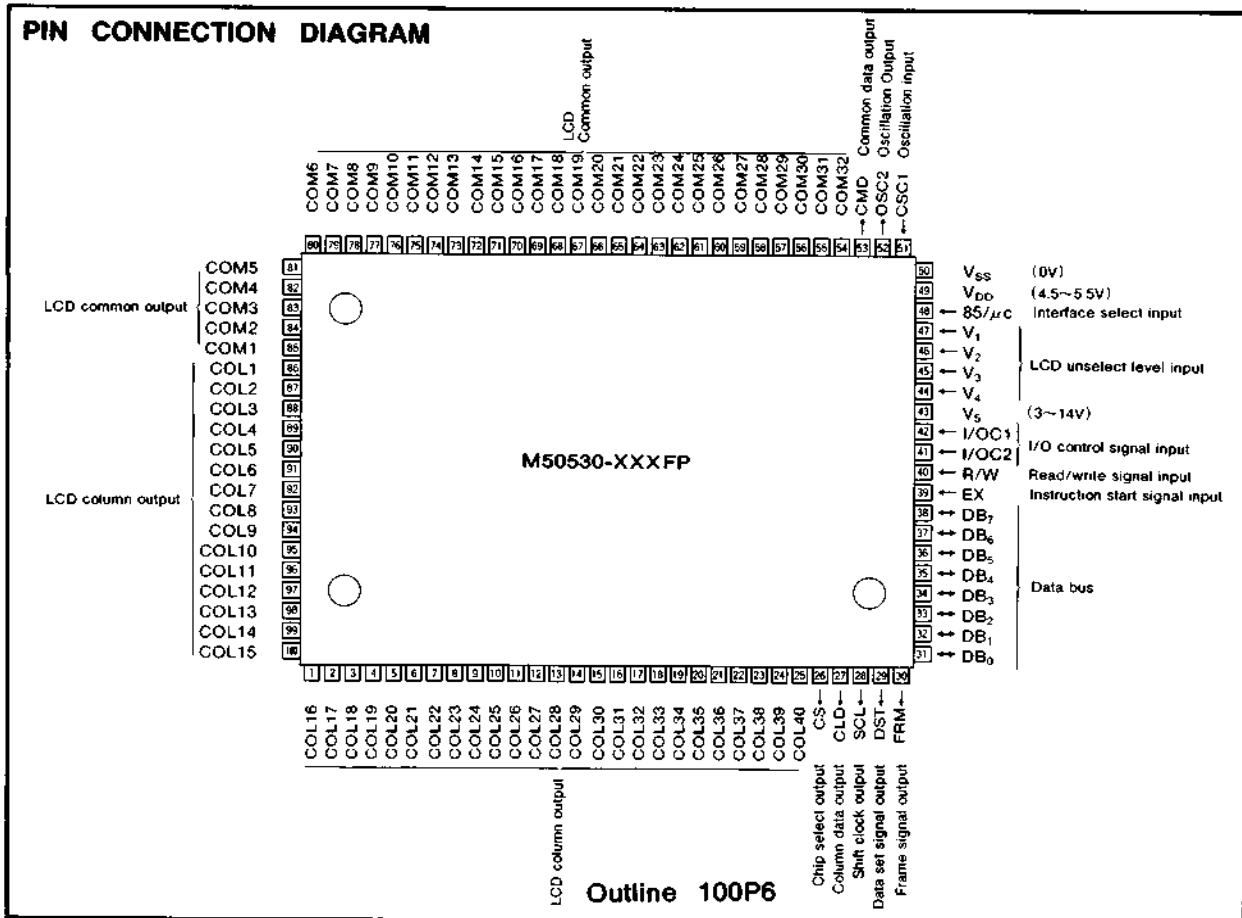 PIN CONNECTION DIAGRAM
LCD
Common output
Common data output
Oscillation Output
Oscillation input
COM6
COM7
COM8
COM9
COM10
COM11
COM12
COM13
COM14
COM15
COM16
COM17
COM18
COM19
COM20
COM21
COM22
COM23
COM24
COM25
COM26
COM27
COM28
COM29
COM30
COM31
COM32
←CMD
→OSC2
←CSC1
80 79 78 77 76 75 74 73 72 71 70 69 68 67 66 65 64 63 62 61 60 59 58 57 56 55 54 53 52 51
LCD common output
COM5 81
COM4 82
COM3 83
COM2 84
COM1 85
LCD column output
COL1 86
COL2 87
COL3 88
COL4 89
COL5 90
COL6 91
COL7 92
COL8 93
COL9 94
COL10 95
COL11 96
COL12 97
COL13 98
COL14 99
COL15 100
M50530-XXXFP
50 VSS (0V)
49 VDD (4.5~5.5V)
48 ← 85/μc Interface select input
47 ← V1
46 ← V2
45 ← V3
44 ← V4
LCD unselect level input
43 V5 (3~14V)
42 ← I/OC1
41 ← I/OC2
I/O control signal input
40 ← R/W Read/write signal input
39 ← EX Instruction start signal input
38 ↔ DB7
37 ↔ DB6
36 ↔ DB5
35 ↔ DB4
34 ↔ DB3
33 ↔ DB2
32 ↔ DB1
31 ↔ DB0
Data bus
1 2 3 4 5 6 7 8 9 10 11 12 13 14 15 16 17 18 19 20 21 22 23 24 25 26 27 28 29 30
COL16
COL17
COL18
COL19
COL20
COL21
COL22
COL23
COL24
COL25
COL26
COL27
COL28
COL29
COL30
COL31
COL32
COL33
COL34
COL35
COL36
COL37
COL38
COL39
COL40
CS←
CLD←
SCL←
DST←
FRM←
LCD column output
Chip select output
Column data output
Shift clock output
Data set signal output
Frame signal output
Outline 100P6